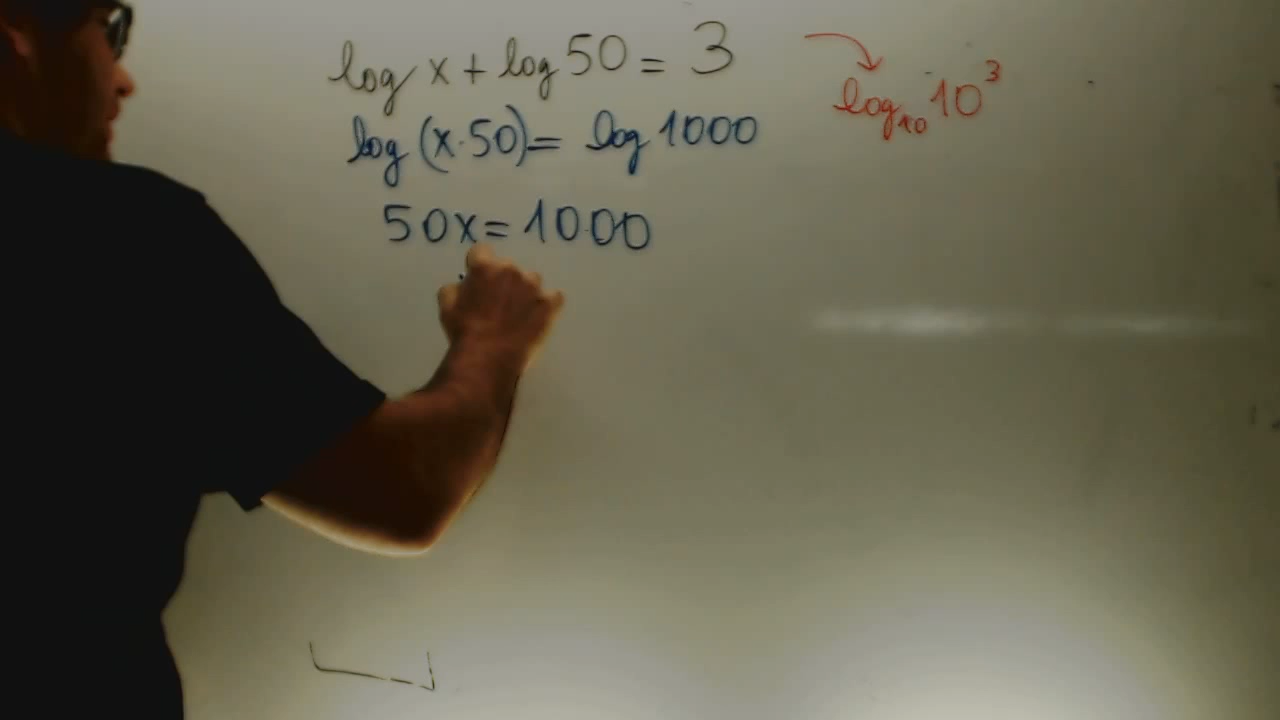 log x + log 50 = 3
log₁₀ 10³
log (x · 50) = log 1000
50x = 1000